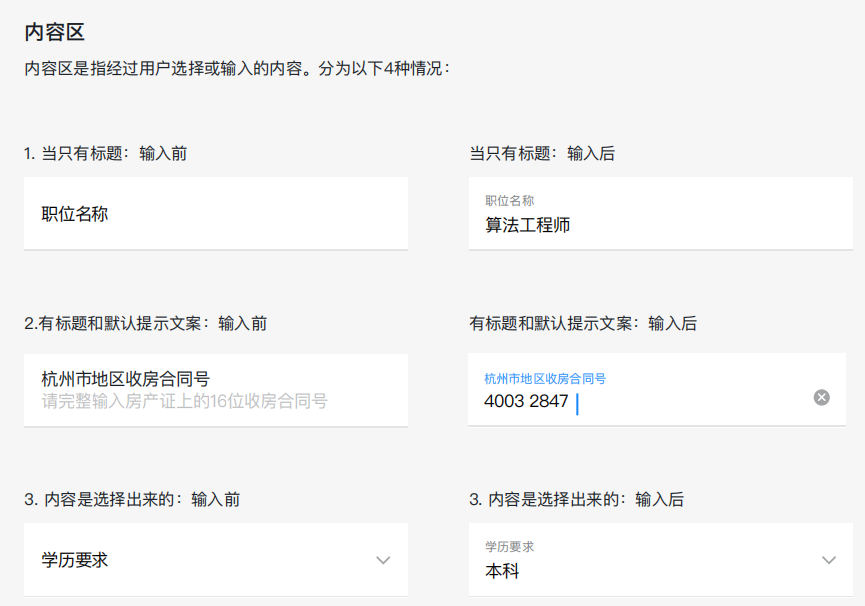 内容区
内容区是指经过用户选择或输入的内容。分为以下4种情况：
1. 当只有标题：输入前
当只有标题：输入后
职位名称
职位名称
算法工程师
2.有标题和默认提示文案：输入前
有标题和默认提示文案：输入后
杭州市地区收房合同号
请完整输入房产证上的16位收房合同号
杭州市地区收房合同号
4003 2847
3. 内容是选择出来的：输入前
3. 内容是选择出来的：输入后
学历要求
学历要求
本科